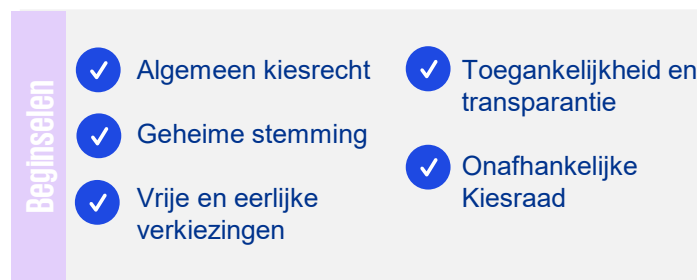 Beginselen
Algemeen kiesrecht
Geheime stemming
Vrije en eerlijke
verkiezingen
Toegankelijkheid en
transparantie
Onafhankelijke
Kiesraad